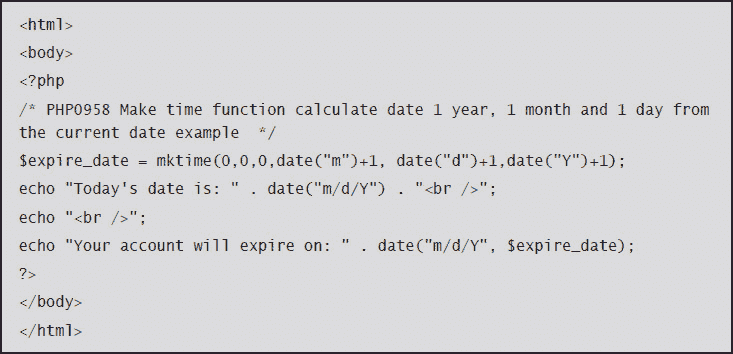 <html>
<body>
<?php
/* PHP0958 Make time function calculate date 1 year, 1 month and 1 day from
the current date example  */
$expire_date = mktime(0,0,0,date("m")+1, date("d")+1,date("Y")+1);
echo "Today's date is: " . date("m/d/Y") . "<br />";
echo "<br />";
echo "Your account will expire on: " . date("m/d/Y", $expire_date);
?>
</body>
</html>